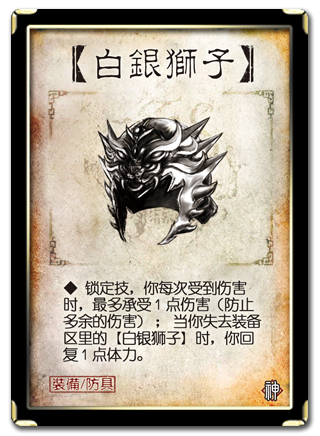 【白銀獅子】
◆ 锁定技，你每次受到伤害
时，最多承受1点伤害（防止
多余的伤害）；当你失去装备
区里的【白银狮子】时，你回
复1点体力。
装備/防具
神